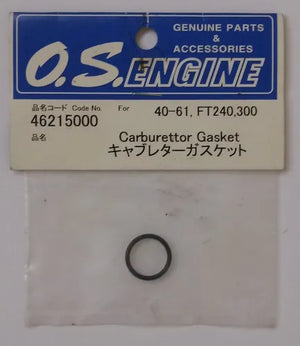 GENUINE PARTS
&
ACCESSORIES
O.S. ENGINE
品名コード Code No. For 40-61, FT240,300
46215000
品名 Carburettor Gasket
キャブレターガスケット